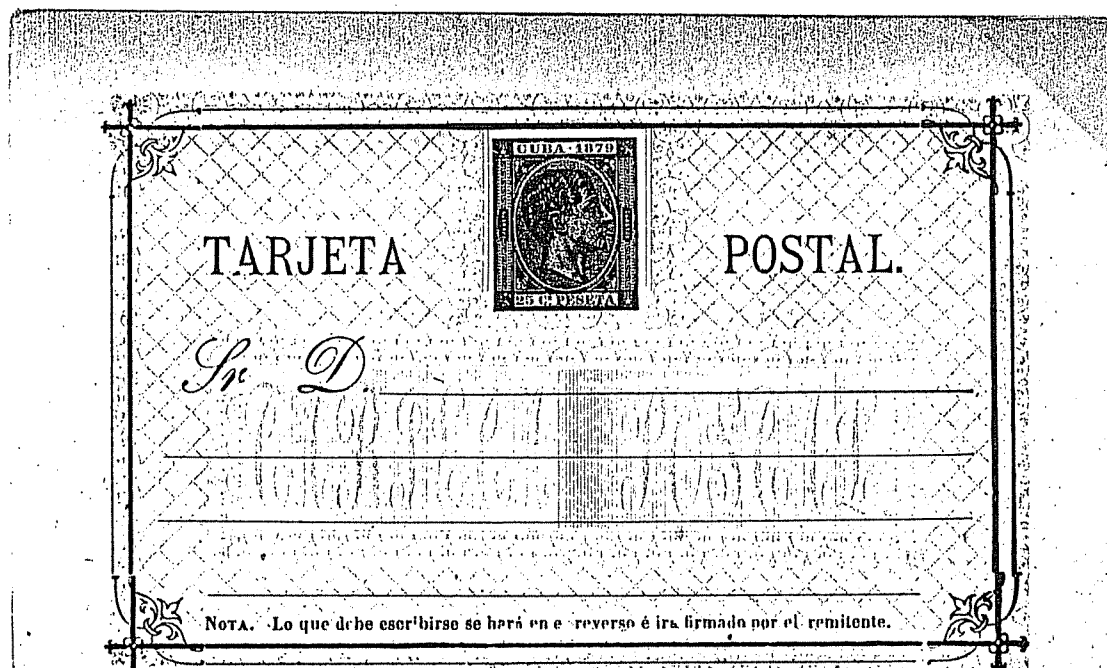 CUBA · 1879
TARJETA POSTAL.
25 C. PESETA
Sr D.
NOTA. Lo que debe escribirse se hará en e reverso é irá firmado por el remitente.